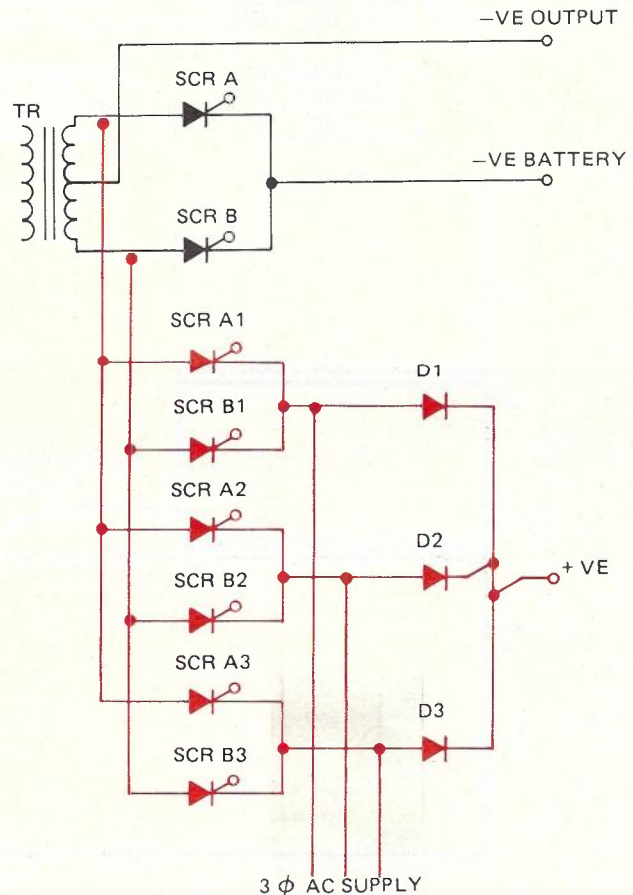 −VE OUTPUT
SCR A
TR
−VE BATTERY
SCR B
SCR A1
D1
SCR B1
SCR A2
D2
+ VE
SCR B2
SCR A3
D3
SCR B3
3 ϕ AC SUPPLY